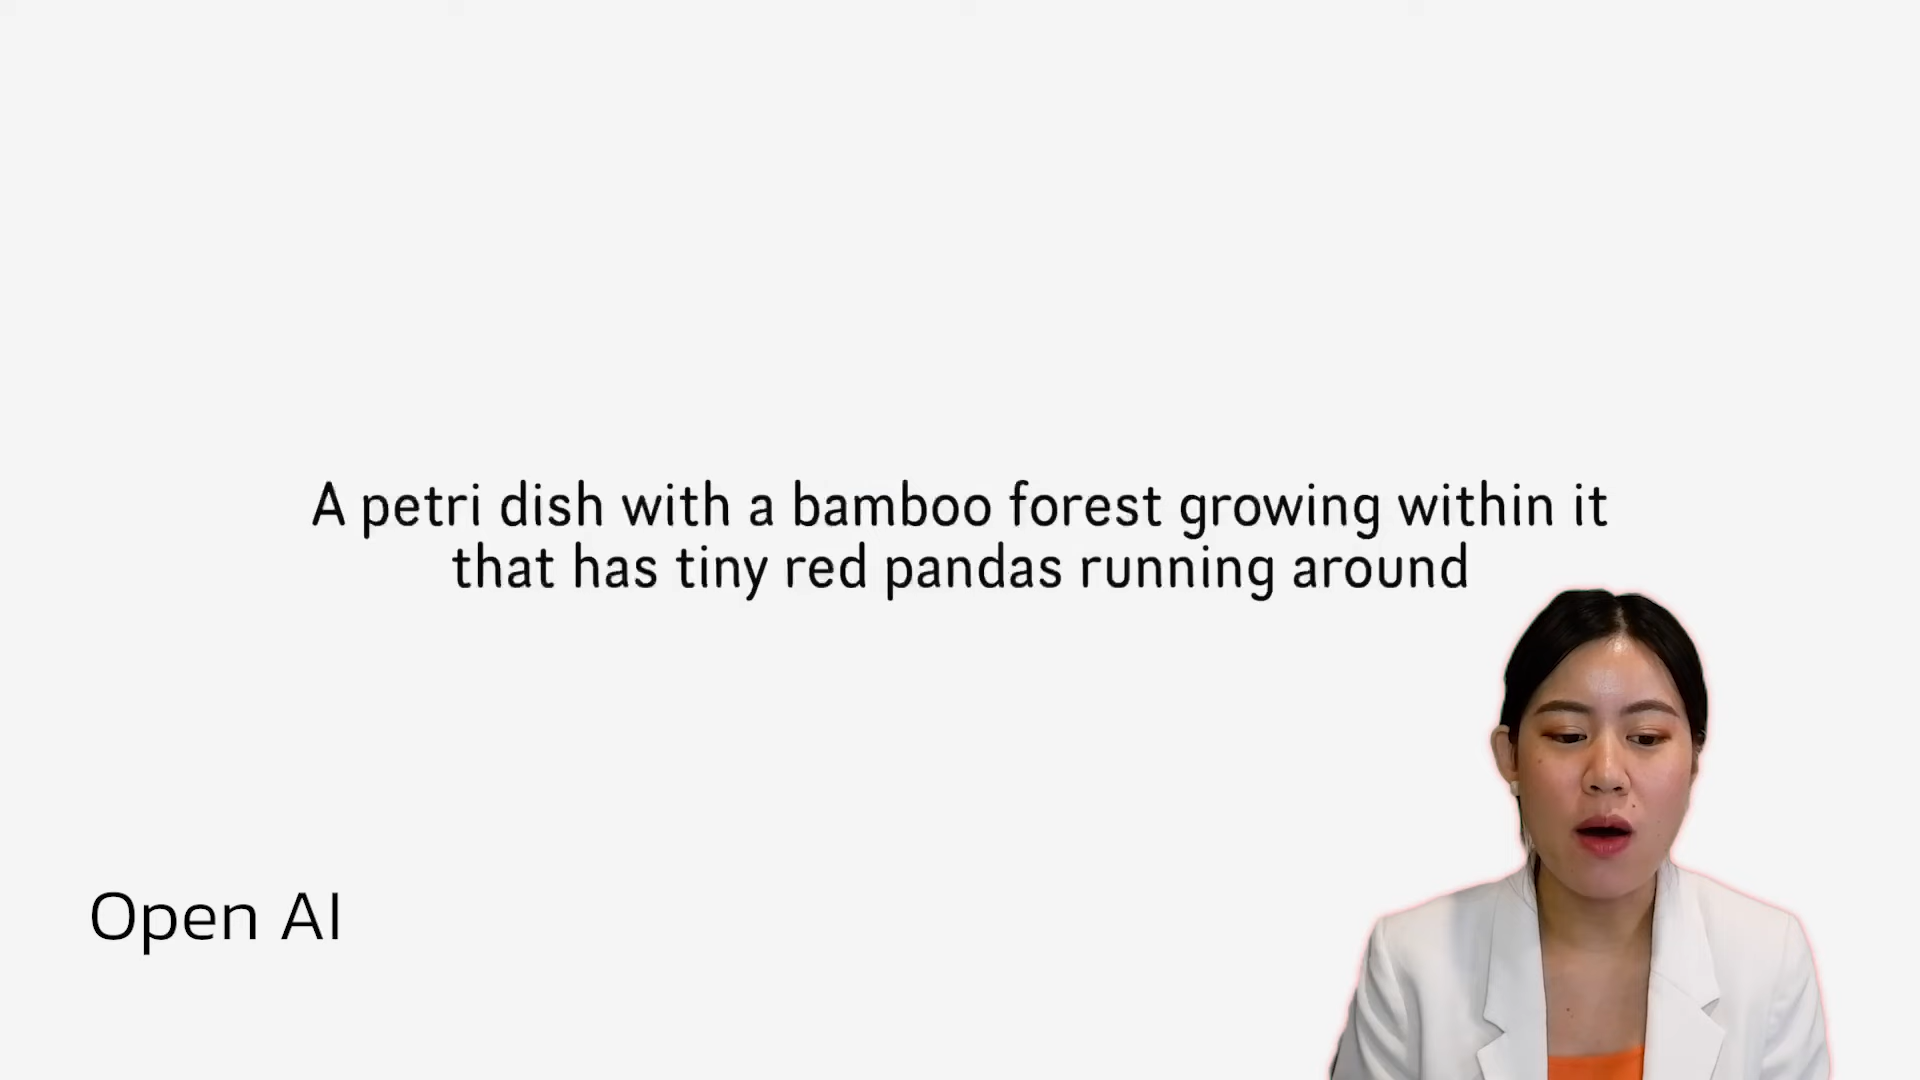 A petri dish with a bamboo forest growing within it
that has tiny red pandas running around
Open AI